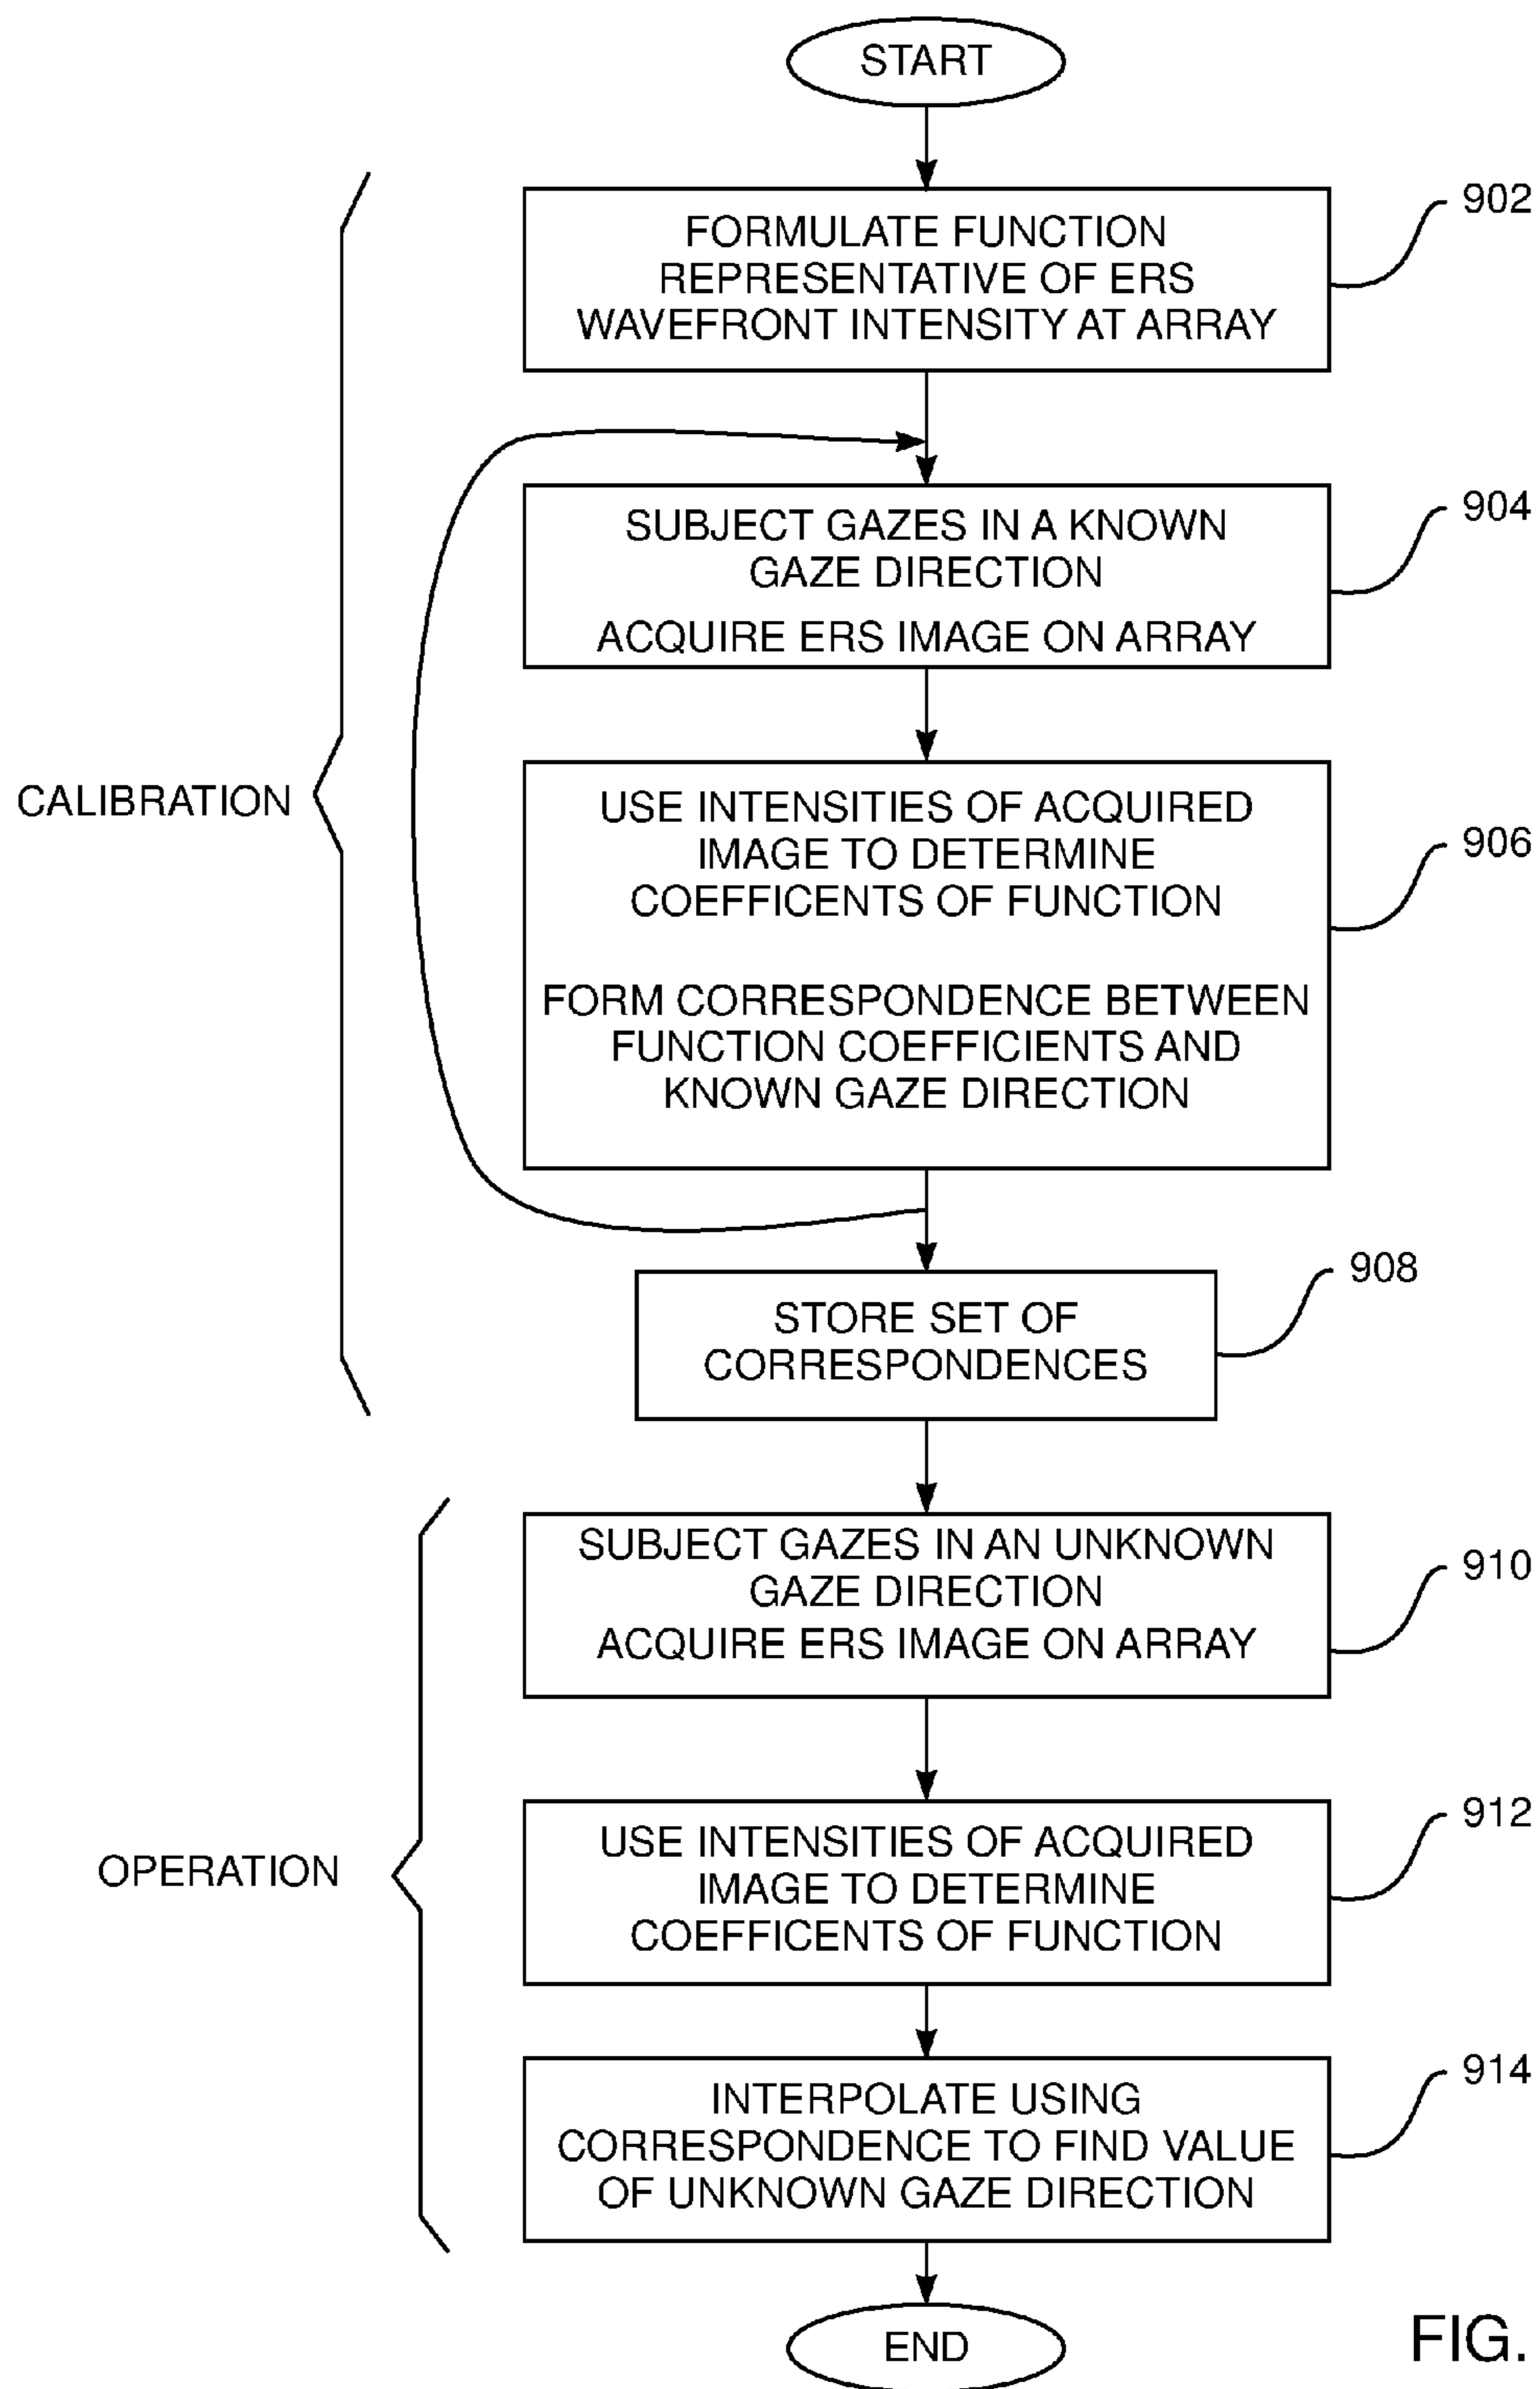 START
FORMULATE FUNCTION
REPRESENTATIVE OF ERS
WAVEFRONT INTENSITY AT ARRAY
902
SUBJECT GAZES IN A KNOWN
GAZE DIRECTION
ACQUIRE ERS IMAGE ON ARRAY
904
CALIBRATION
USE INTENSITIES OF ACQUIRED
IMAGE TO DETERMINE
COEFFICENTS OF FUNCTION
FORM CORRESPONDENCE BETWEEN
FUNCTION COEFFICIENTS AND
KNOWN GAZE DIRECTION
906
STORE SET OF
CORRESPONDENCES
908
SUBJECT GAZES IN AN UNKNOWN
GAZE DIRECTION
ACQUIRE ERS IMAGE ON ARRAY
910
OPERATION
USE INTENSITIES OF ACQUIRED
IMAGE TO DETERMINE
COEFFICENTS OF FUNCTION
912
INTERPOLATE USING
CORRESPONDENCE TO FIND VALUE
OF UNKNOWN GAZE DIRECTION
914
END
FIG.